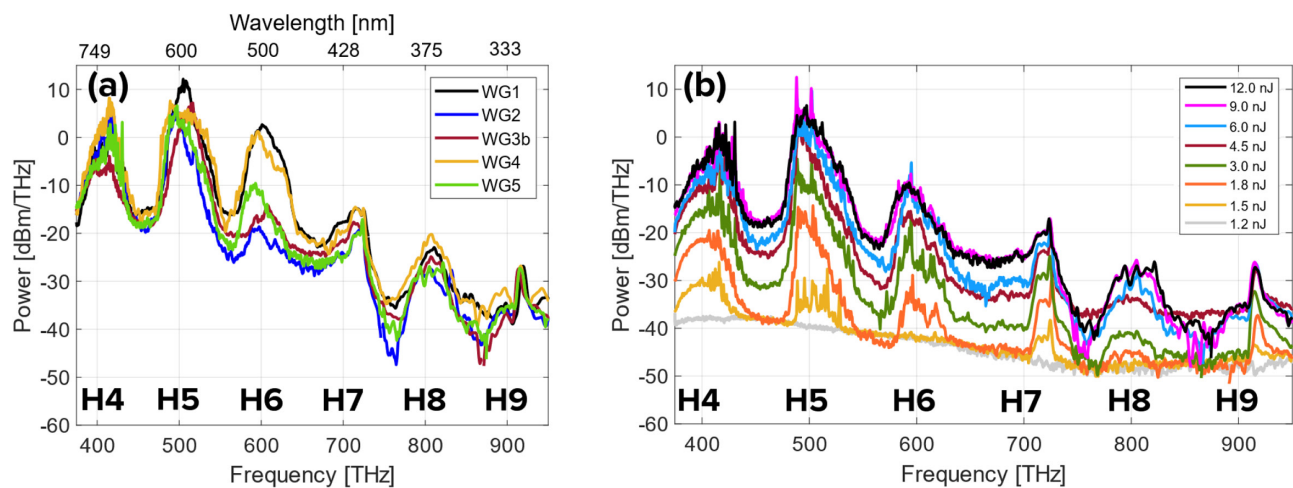 Wavelength [nm]
749 600 500 428 375 333
(a)
WG1
WG2
WG3b
WG4
WG5
Power [dBm/THz]
10
0
-10
-20
-30
-40
-50
-60
H4 H5 H6 H7 H8 H9
400 500 600 700 800 900
Frequency [THz]
(b)
12.0 nJ
9.0 nJ
6.0 nJ
4.5 nJ
3.0 nJ
1.8 nJ
1.5 nJ
1.2 nJ
Power [dBm/THz]
10
0
-10
-20
-30
-40
-50
-60
H4 H5 H6 H7 H8 H9
400 500 600 700 800 900
Frequency [THz]